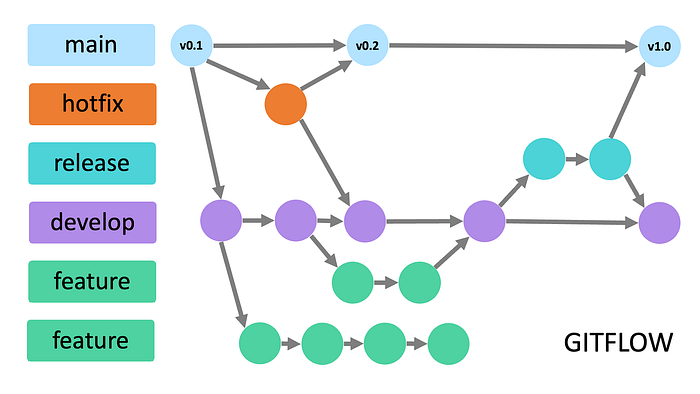 main
v0.1
v0.2
v1.0
hotfix
release
develop
feature
feature
GITFLOW